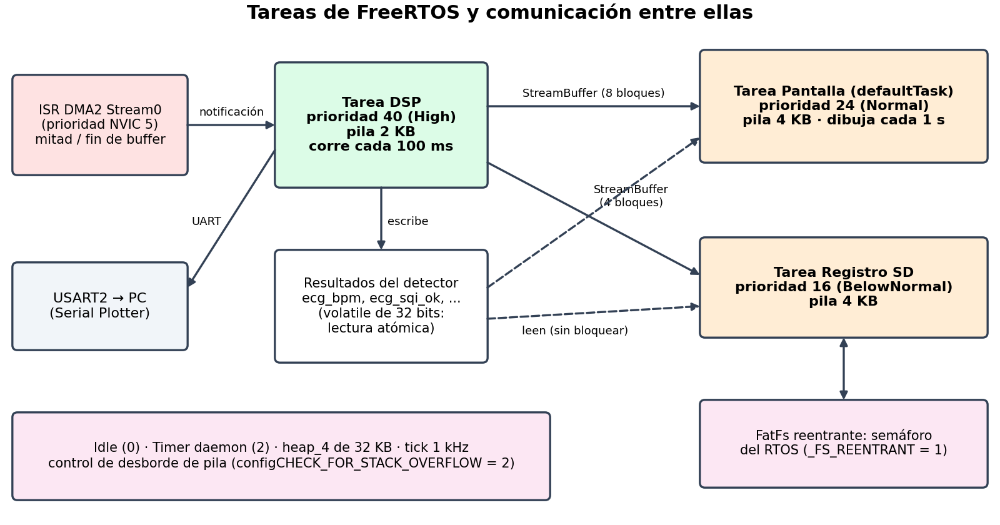 Tareas de FreeRTOS y comunicación entre ellas
ISR DMA2 Stream0
(prioridad NVIC 5)
mitad / fin de buffer
notificación
Tarea DSP
prioridad 40 (High)
pila 2 KB
corre cada 100 ms
StreamBuffer (8 bloques)
Tarea Pantalla (defaultTask)
prioridad 24 (Normal)
pila 4 KB · dibuja cada 1 s
UART
escribe
StreamBuffer
(4 bloques)
USART2 → PC
(Serial Plotter)
Resultados del detector
ecg_bpm, ecg_sqi_ok, ...
(volatile de 32 bits:
lectura atómica)
leen (sin bloquear)
Tarea Registro SD
prioridad 16 (BelowNormal)
pila 4 KB
Idle (0) · Timer daemon (2) · heap_4 de 32 KB · tick 1 kHz
control de desborde de pila (configCHECK_FOR_STACK_OVERFLOW = 2)
FatFs reentrante: semáforo
del RTOS (_FS_REENTRANT = 1)